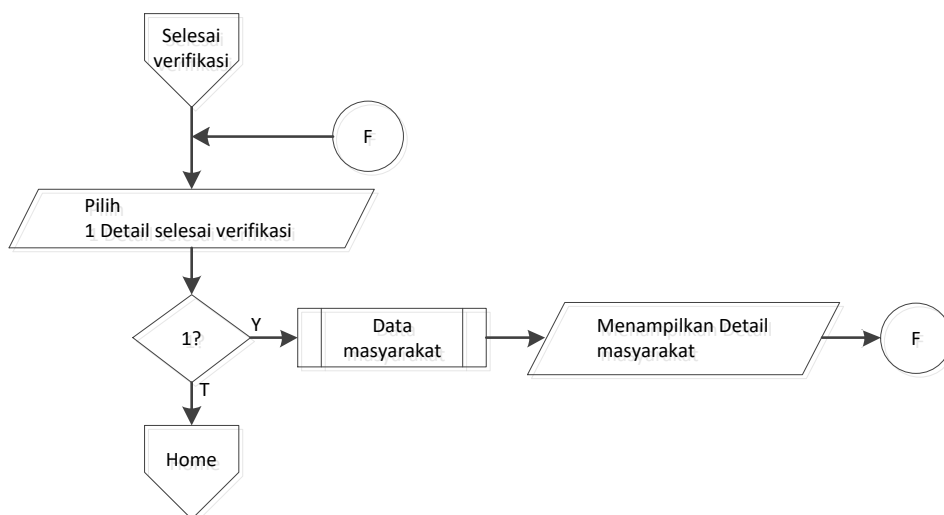 Selesai
verifikasi
F
Pilih
1 Detail selesai verifikasi
1?
Y
Data
masyarakat
Menampilkan Detail
masyarakat
F
T
Home